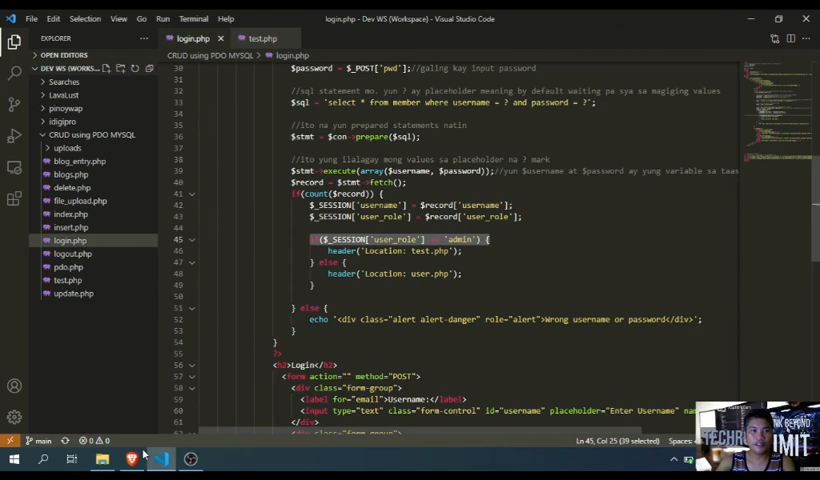 File Edit Selection View Go Run Terminal Help
login.php - Dev WS (Workspace) - Visual Studio Code
EXPLORER
login.php
test.php
OPEN EDITORS
CRUD using PDO MYSQL > login.php
DEV WS (WORKS...
Searches
LavaLust
pinoywap
idigipro
CRUD using PDO MYSQL
uploads
blog_entry.php
blogs.php
delete.php
file_upload.php
index.php
insert.php
login.php
logout.php
pdo.php
test.php
update.php
30 $password = $_POST['pwd'];//galing kay input password
31
32 //sql statement mo. yun ? ay placeholder meaning by default waiting pa sya sa magiging values
33 $sql = 'select * from member where username = ? and password = ?';
34
35 //ito na yun prepared statements natin
36 $stmt = $con->prepare($sql);
37
38 //ito yung ilalagay mong values sa placeholder na ? mark
39 $stmt->execute(array($username, $password));//yun $username at $password ay yung variable sa taas
40 $record = $stmt->fetch();
41 if(count($record)) {
42 $_SESSION['username'] = $record['username'];
43 $_SESSION['user_role'] = $record['user_role'];
44
45 if($_SESSION['user_role'] == 'admin') {
46 header('Location: test.php');
47 } else {
48 header('Location: user.php');
49 }
50
51 } else {
52 echo '<div class="alert alert-danger" role="alert">Wrong username or password</div>';
53 }
54 }
55 ?>
56 <h2>Login</h2>
57 <form action="" method="POST">
58 <div class="form-group">
59 <label for="email">Username:</label>
60 <input type="text" class="form-control" id="username" placeholder="Enter Username"
61 </div>
main
0 0
Ln 45, Col 25 (39 selected)